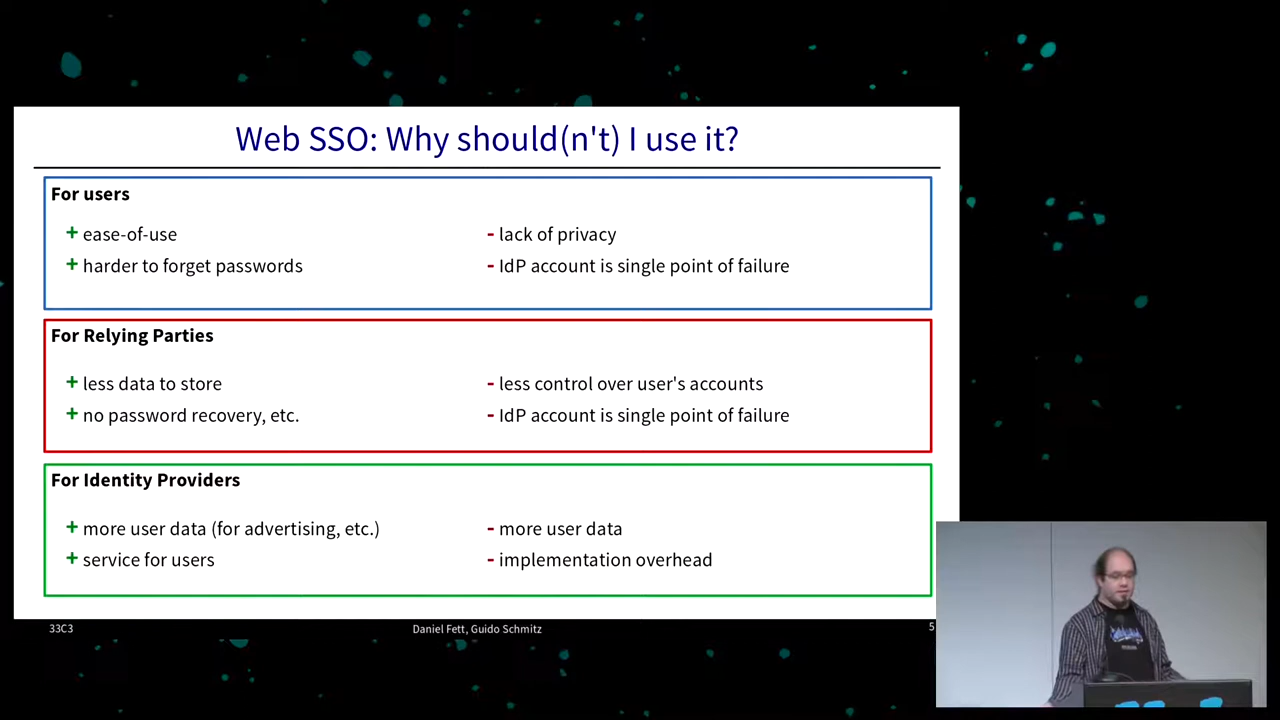 Web SSO: Why should(n't) I use it?
For users
+ ease-of-use
- lack of privacy
+ harder to forget passwords
- IdP account is single point of failure
For Relying Parties
+ less data to store
- less control over user's accounts
+ no password recovery, etc.
- IdP account is single point of failure
For Identity Providers
+ more user data (for advertising, etc.)
- more user data
+ service for users
- implementation overhead
33C3
Daniel Fett, Guido Schmitz
5